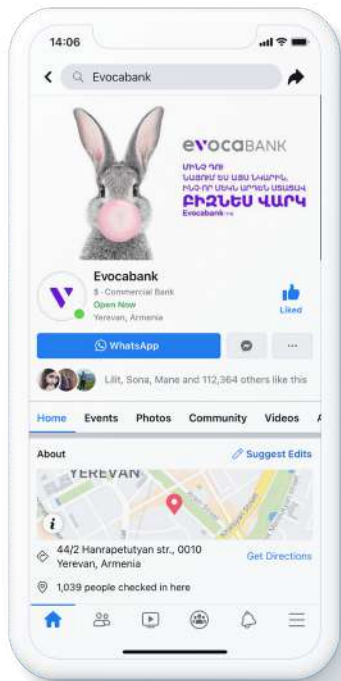 14:06
Evocabank
evocaBANK
ՄԻՆՉ ԴՈՒ
ՆԱՅՈՒՄ ԵՍ ԱՅՍ ՆԿԱՐԻՆ,
ԻՆՉ-ՈՐ ՄԵԿՆ ԱՐԴԵՆ ՍՏԱՑԱՎ
ԲԻԶՆԵՍ ՎԱՐԿ
Evocabank
Evocabank
$ · Commercial Bank
Open Now
Yerevan, Armenia
Liked
WhatsApp
Lilit, Sona, Mane and 112,364 others like this
Home Events Photos Community Videos A
About
Suggest Edits
YEREVAN
44/2 Hanrapetutyan str., 0010
Yerevan, Armenia
Get Directions
1,039 people checked in here